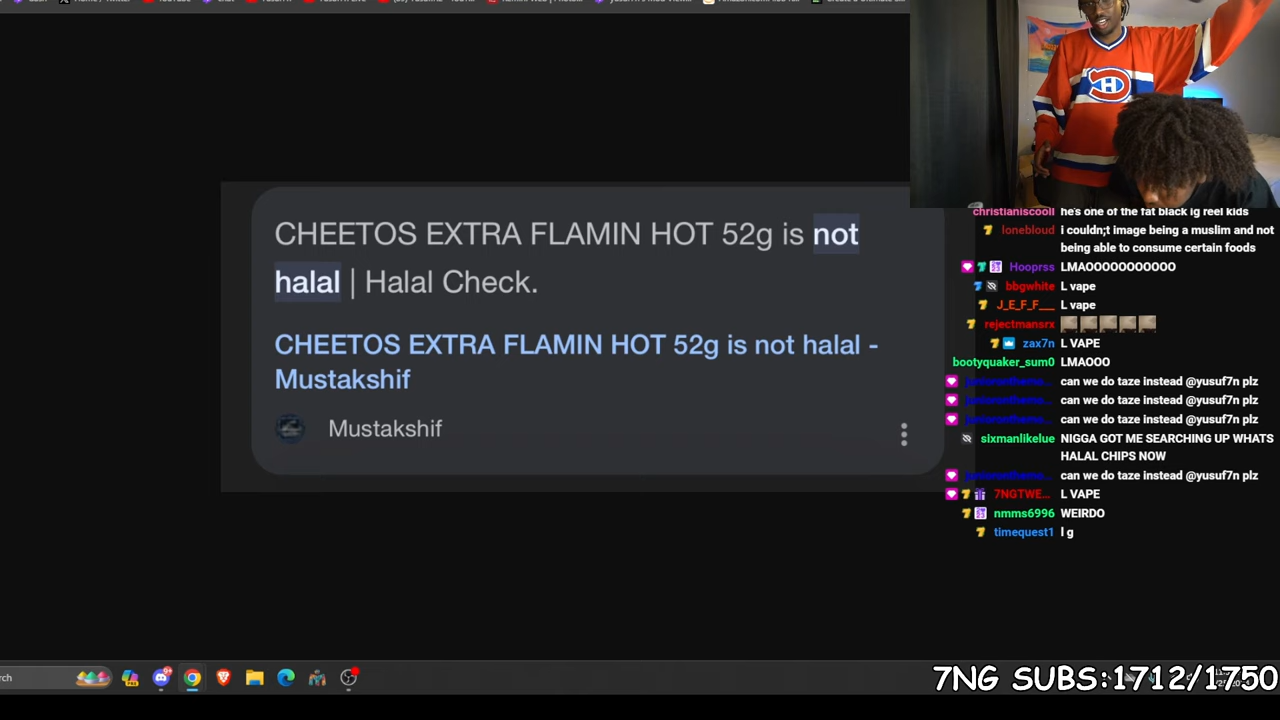 CHEETOS EXTRA FLAMIN HOT 52g is not
halal | Halal Check.
CHEETOS EXTRA FLAMIN HOT 52g is not halal -
Mustakshif
Mustakshif
christianiscooll he's one of the fat black ig reel kids
lonebloud i couldn;t image being a muslim and not
being able to consume certain foods
Hooprss LMAOOOOOOOOOO
bbgwhite L vape
J_E_F_F___ L vape
rejectmansrx
zax7n L VAPE
bootyquaker_sum0 LMAOOO
can we do taze instead @yusuf7n plz
can we do taze instead @yusuf7n plz
can we do taze instead @yusuf7n plz
sixmanlikelue NIGGA GOT ME SEARCHING UP WHATS
HALAL CHIPS NOW
can we do taze instead @yusuf7n plz
7NGTWE... L VAPE
nmms6996 WEIRDO
timequest1 l g
rch
7NG SUBS:1712/1750